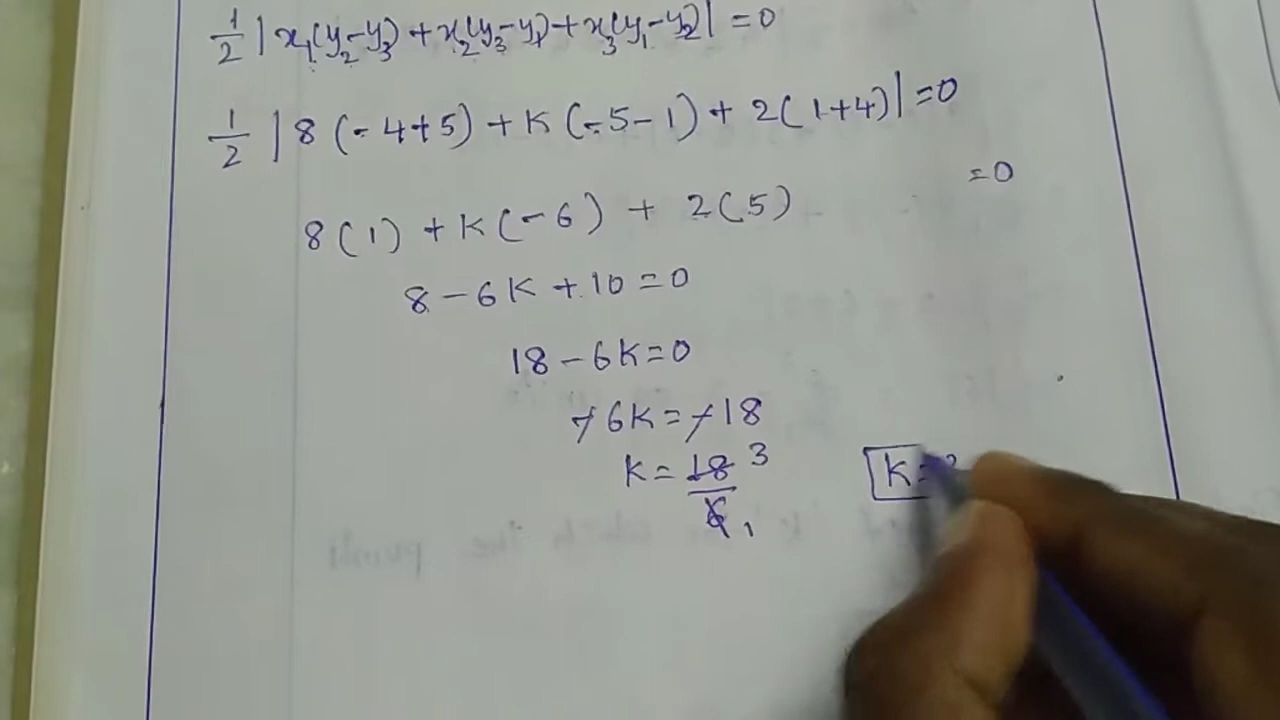 1/2 | x₁(y₂-y₃) + x₂(y₃-y₁) + x₃(y₁-y₂) | = 0
1/2 | 8 (-4+5) + K (-5-1) + 2(1+4) | = 0
= 0
8(1) + K(-6) + 2(5)
8 - 6K + 10 = 0
18 - 6K = 0
-6K = -18
K = 18/6 3 1
K =